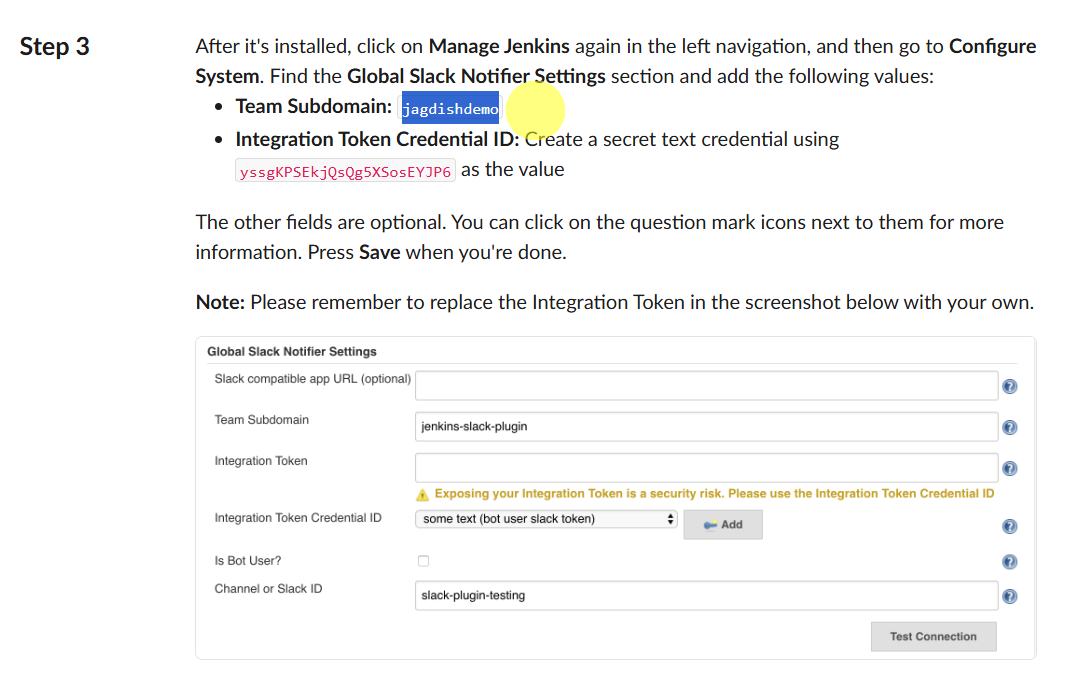 Step 3
After it's installed, click on Manage Jenkins again in the left navigation, and then go to Configure
System. Find the Global Slack Notifier Settings section and add the following values:
• Team Subdomain: jagdishdemo
• Integration Token Credential ID: Create a secret text credential using
yssgKPSEkjQsQg5XSosEYJP6 as the value
The other fields are optional. You can click on the question mark icons next to them for more
information. Press Save when you're done.
Note: Please remember to replace the Integration Token in the screenshot below with your own.
Global Slack Notifier Settings
Slack compatible app URL (optional)
?
Team Subdomain
jenkins-slack-plugin
?
Integration Token
?
Exposing your Integration Token is a security risk. Please use the Integration Token Credential ID
Integration Token Credential ID
some text (bot user slack token)
Add
?
Is Bot User?
?
Channel or Slack ID
slack-plugin-testing
?
Test Connection